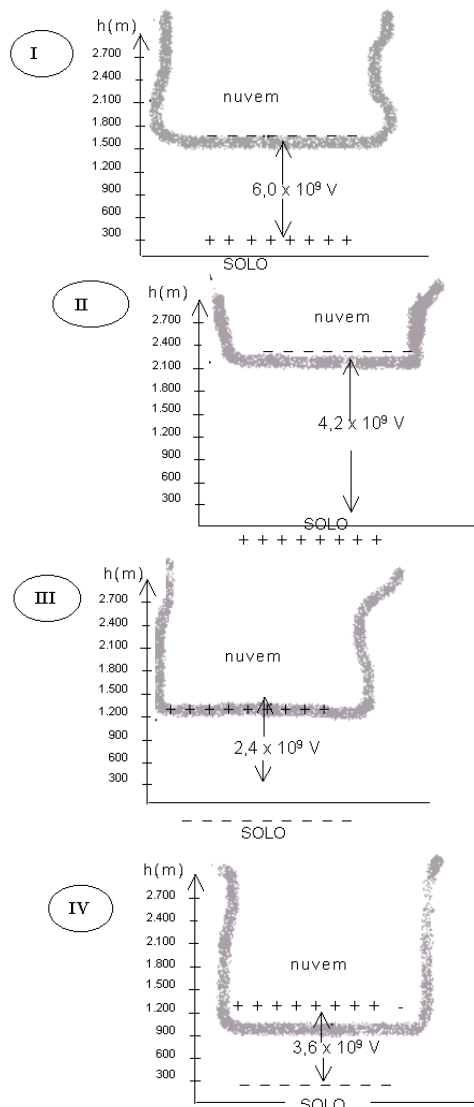 h(m)
I
2.700
2.400
2.100
1.800
1.500
1.200
900
600
300
nuvem
_ _ _ _ _ _ _ _
6,0 x 10⁹ V
+ + + + + + + +
SOLO
h(m)
II
2.700
2.400
2.100
1.800
1.500
1.200
900
600
300
nuvem
_ _ _ _ _ _ _ _
4,2 x 10⁹ V
SOLO
+ + + + + + + +
h(m)
III
2.700
2.400
2.100
1.800
1.500
1.200
900
600
300
nuvem
+ + + + + + + + +
2,4 x 10⁹ V
_ _ _ _ _ _ _ _
SOLO
h(m)
IV
2.700
2.400
2.100
1.800
1.500
1.200
900
600
300
nuvem
+ + + + + + + +
3,6 x 10⁹ V
_ _ _ _ _ _ _ _
SOLO